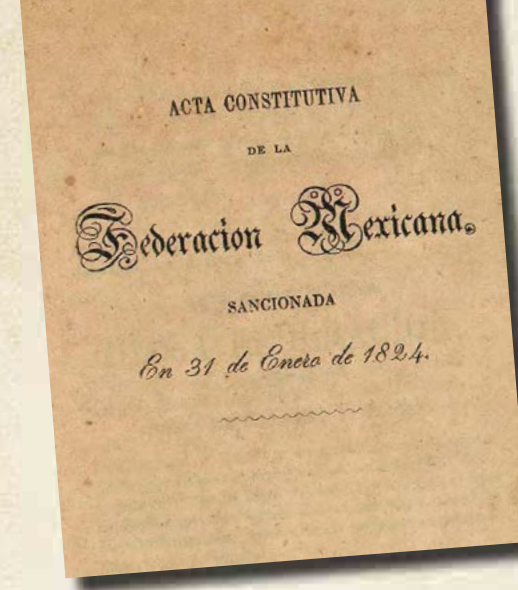 ACTA CONSTITUTIVA
DE LA
Federacion Mexicana.
SANCIONADA
En 31 de Enero de 1824.